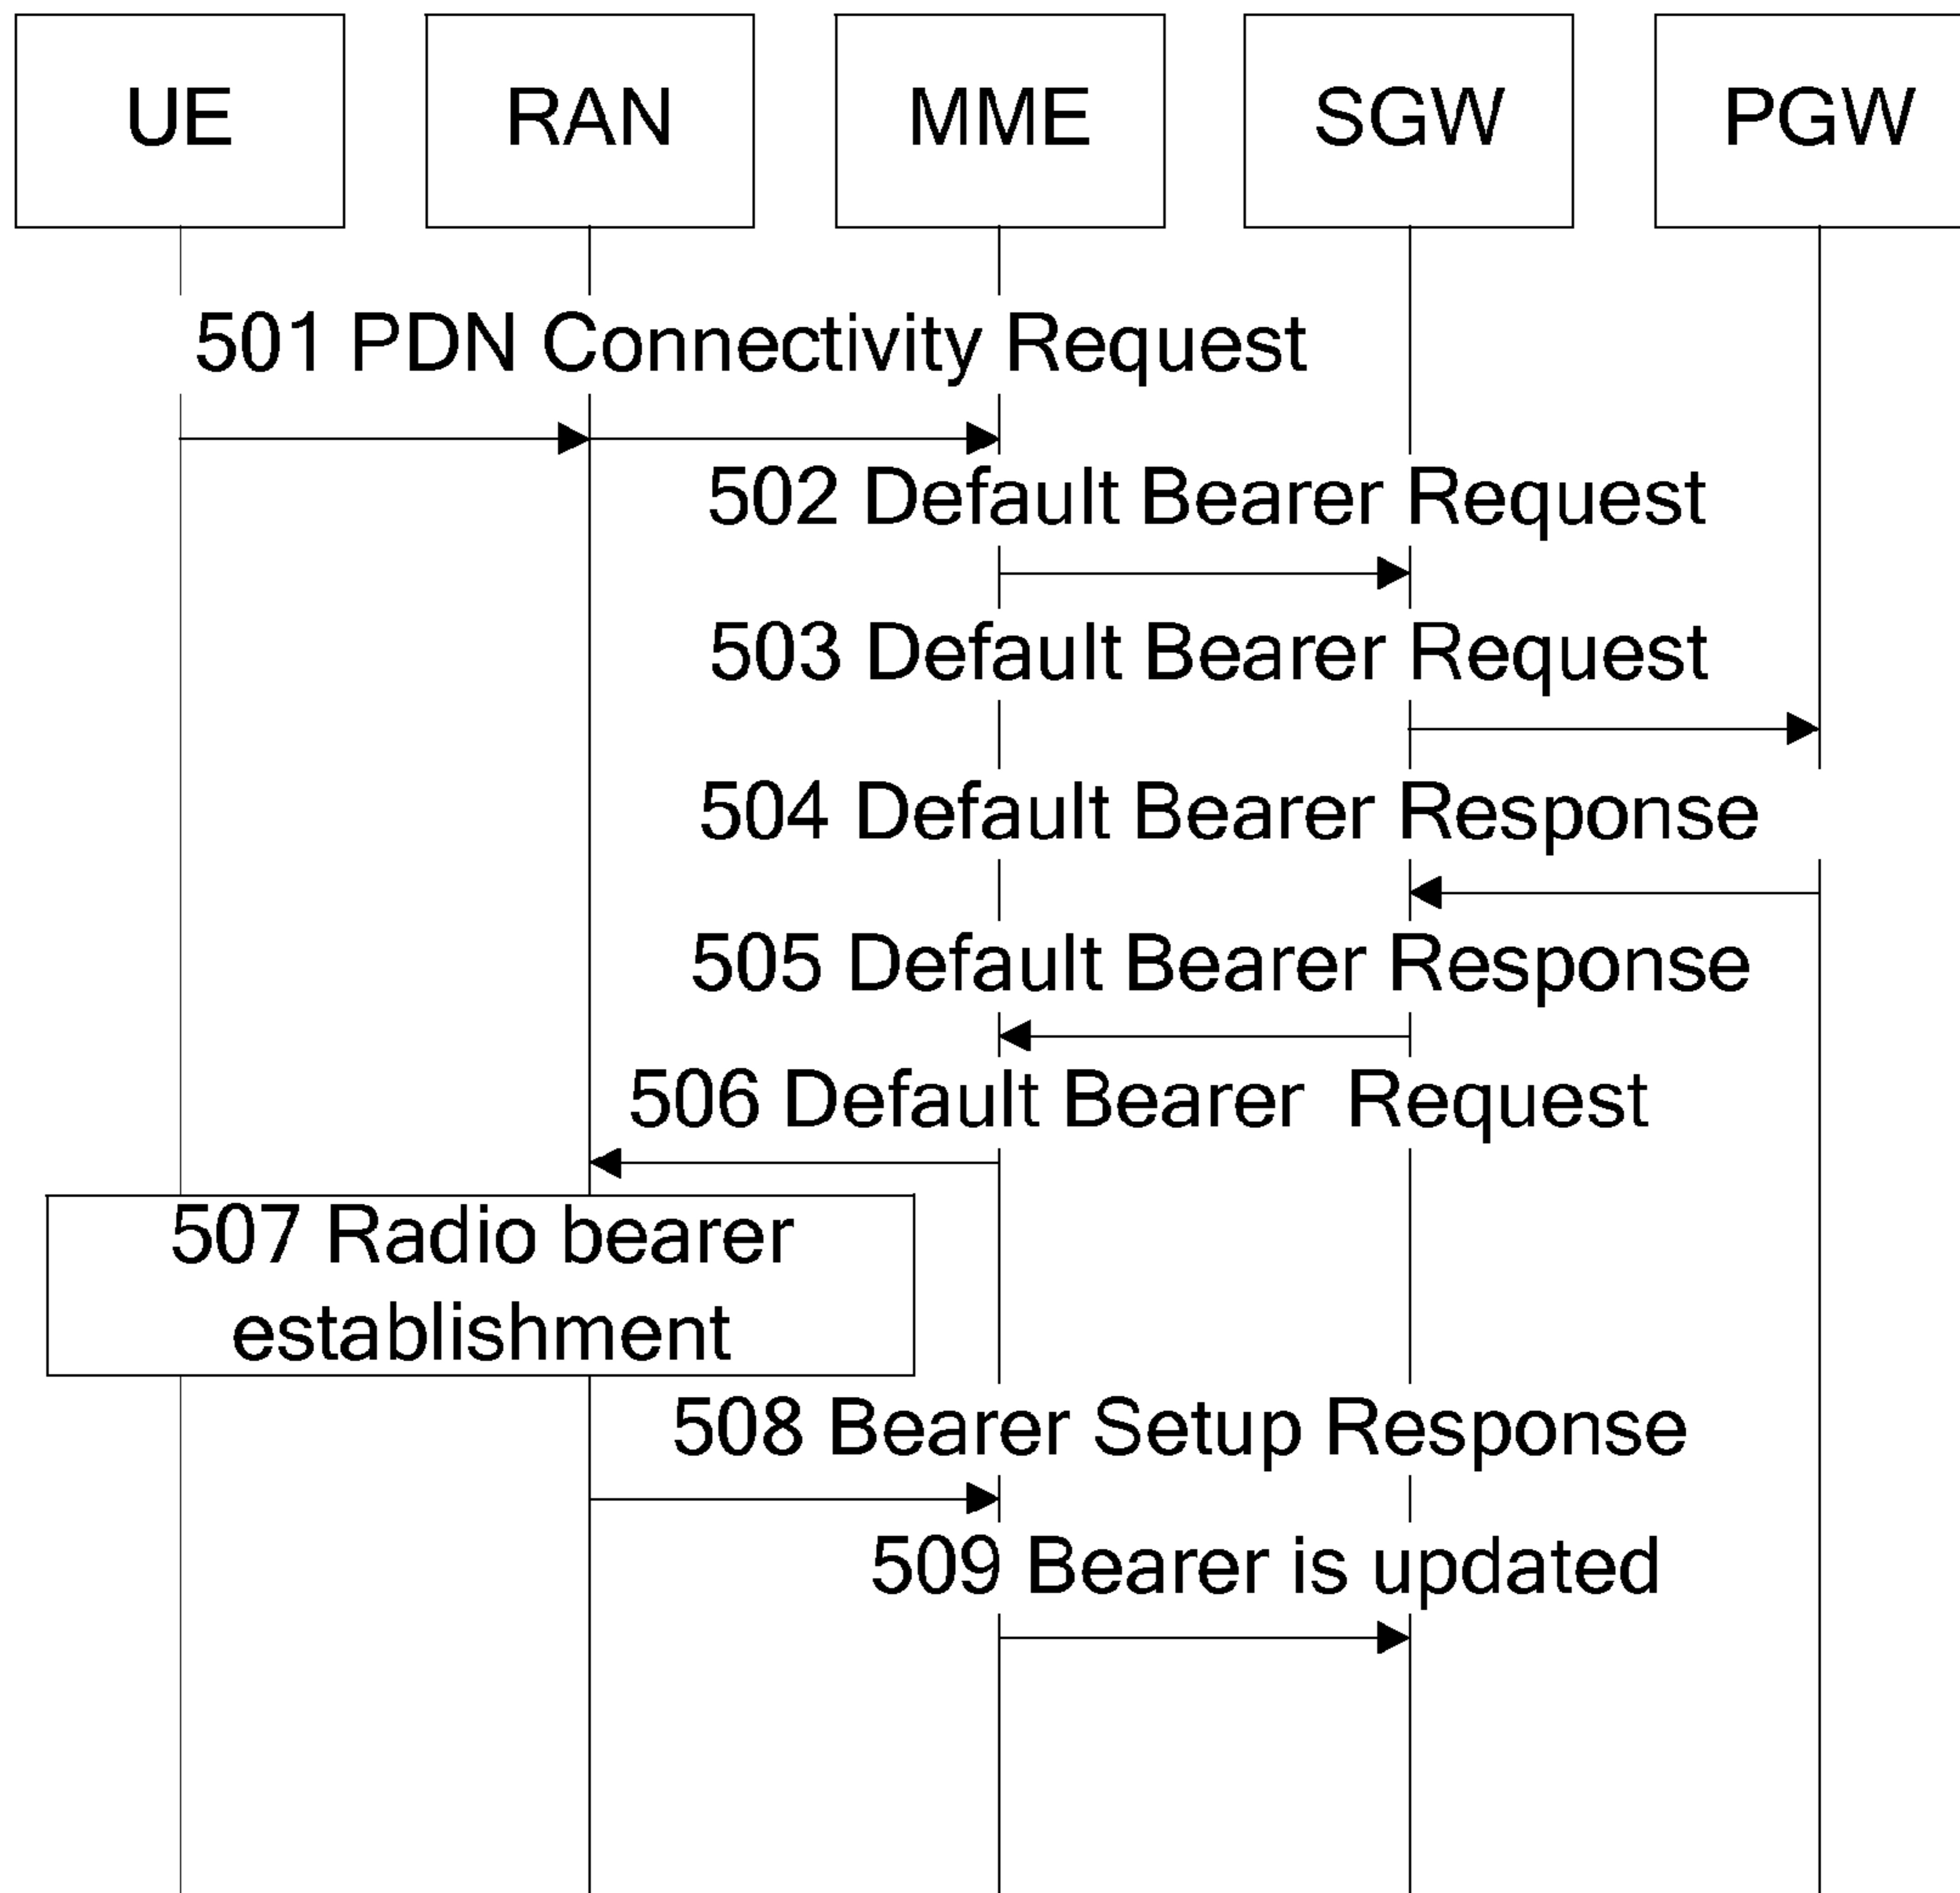 UE
RAN
MME
SGW
PGW
501 PDN Connectivity Request
502 Default Bearer Request
503 Default Bearer Request
504 Default Bearer Response
505 Default Bearer Response
506 Default Bearer Request
507 Radio bearer
establishment
508 Bearer Setup Response
509 Bearer is updated